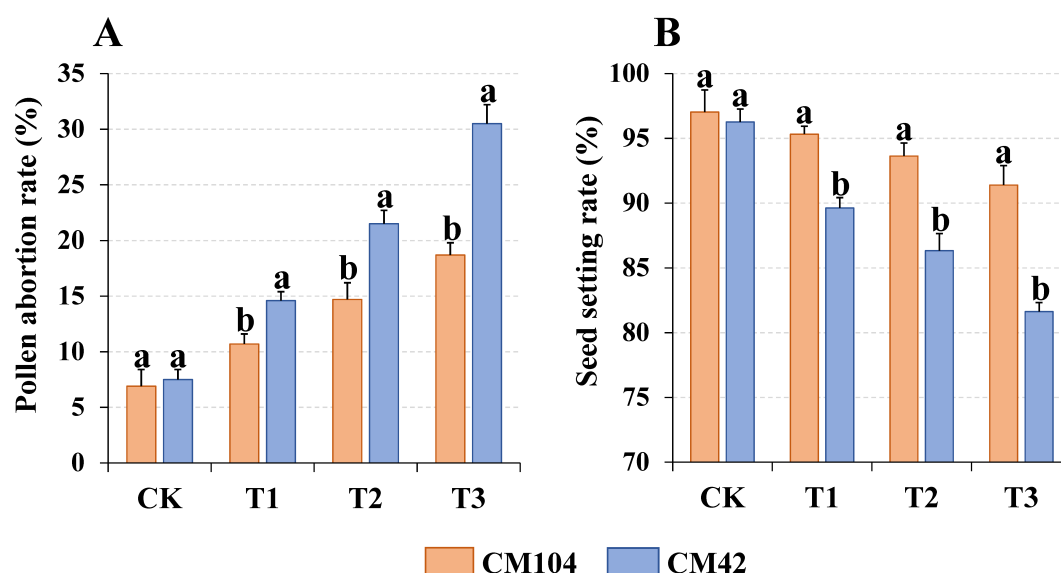 A
Pollen abortion rate (%)
35
30
25
20
15
10
5
0
a a
b a
b a
b a
CK T1 T2 T3
B
Seed setting rate (%)
100
95
90
85
80
75
70
a a
a b
a b
a b
CK T1 T2 T3
CM104 CM42